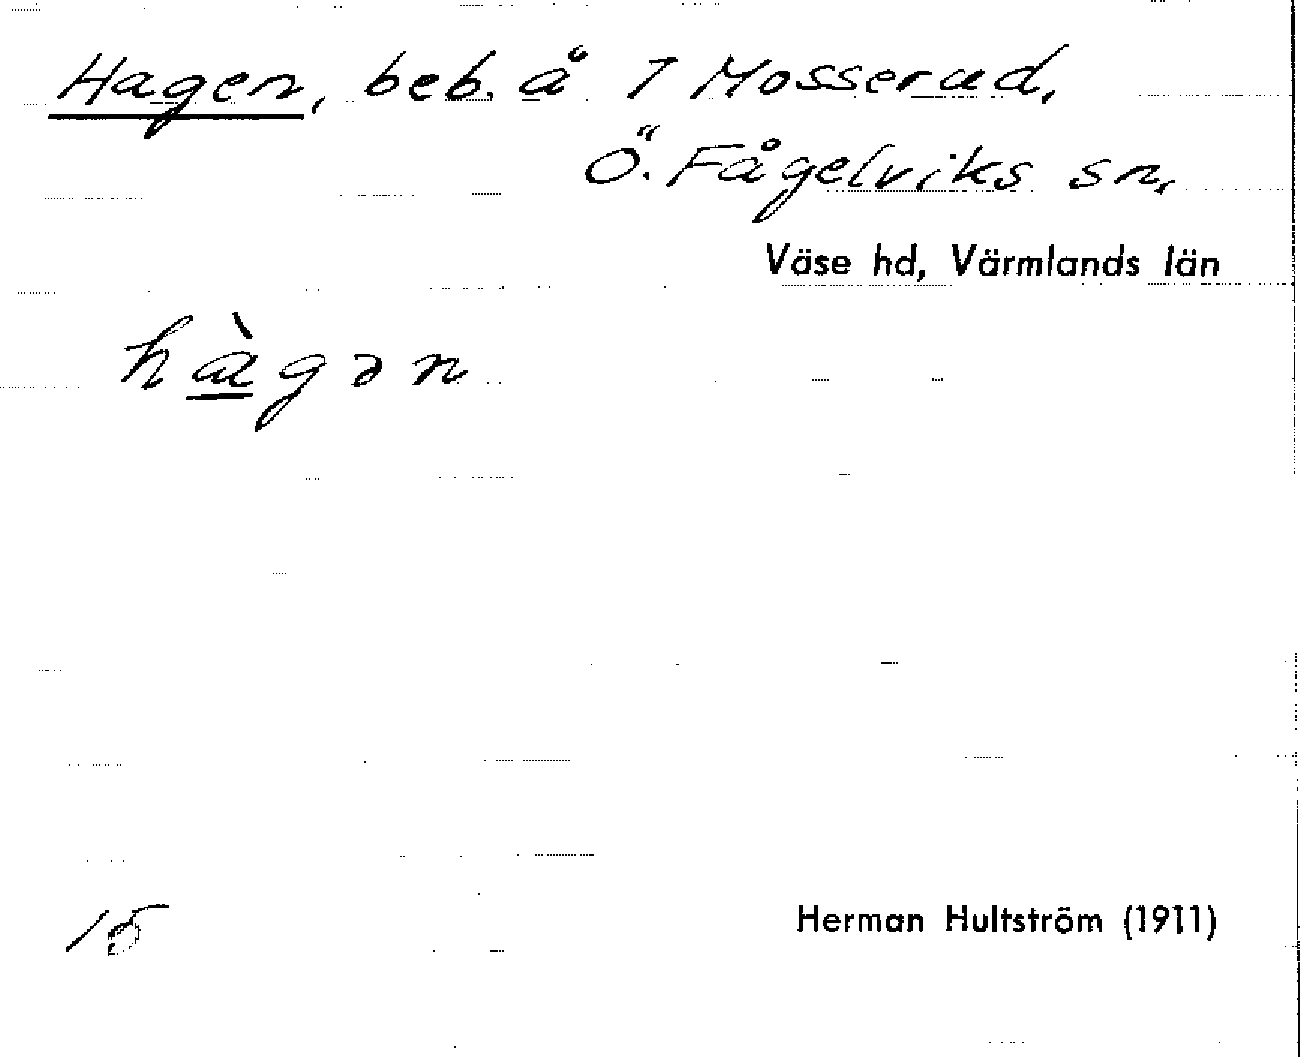 Hagen, beb. å 7 Mosserud,
Ö. Fågelviks sn,
Väse hd, Värmlands län
hàgən
15
Herman Hultström (1911)